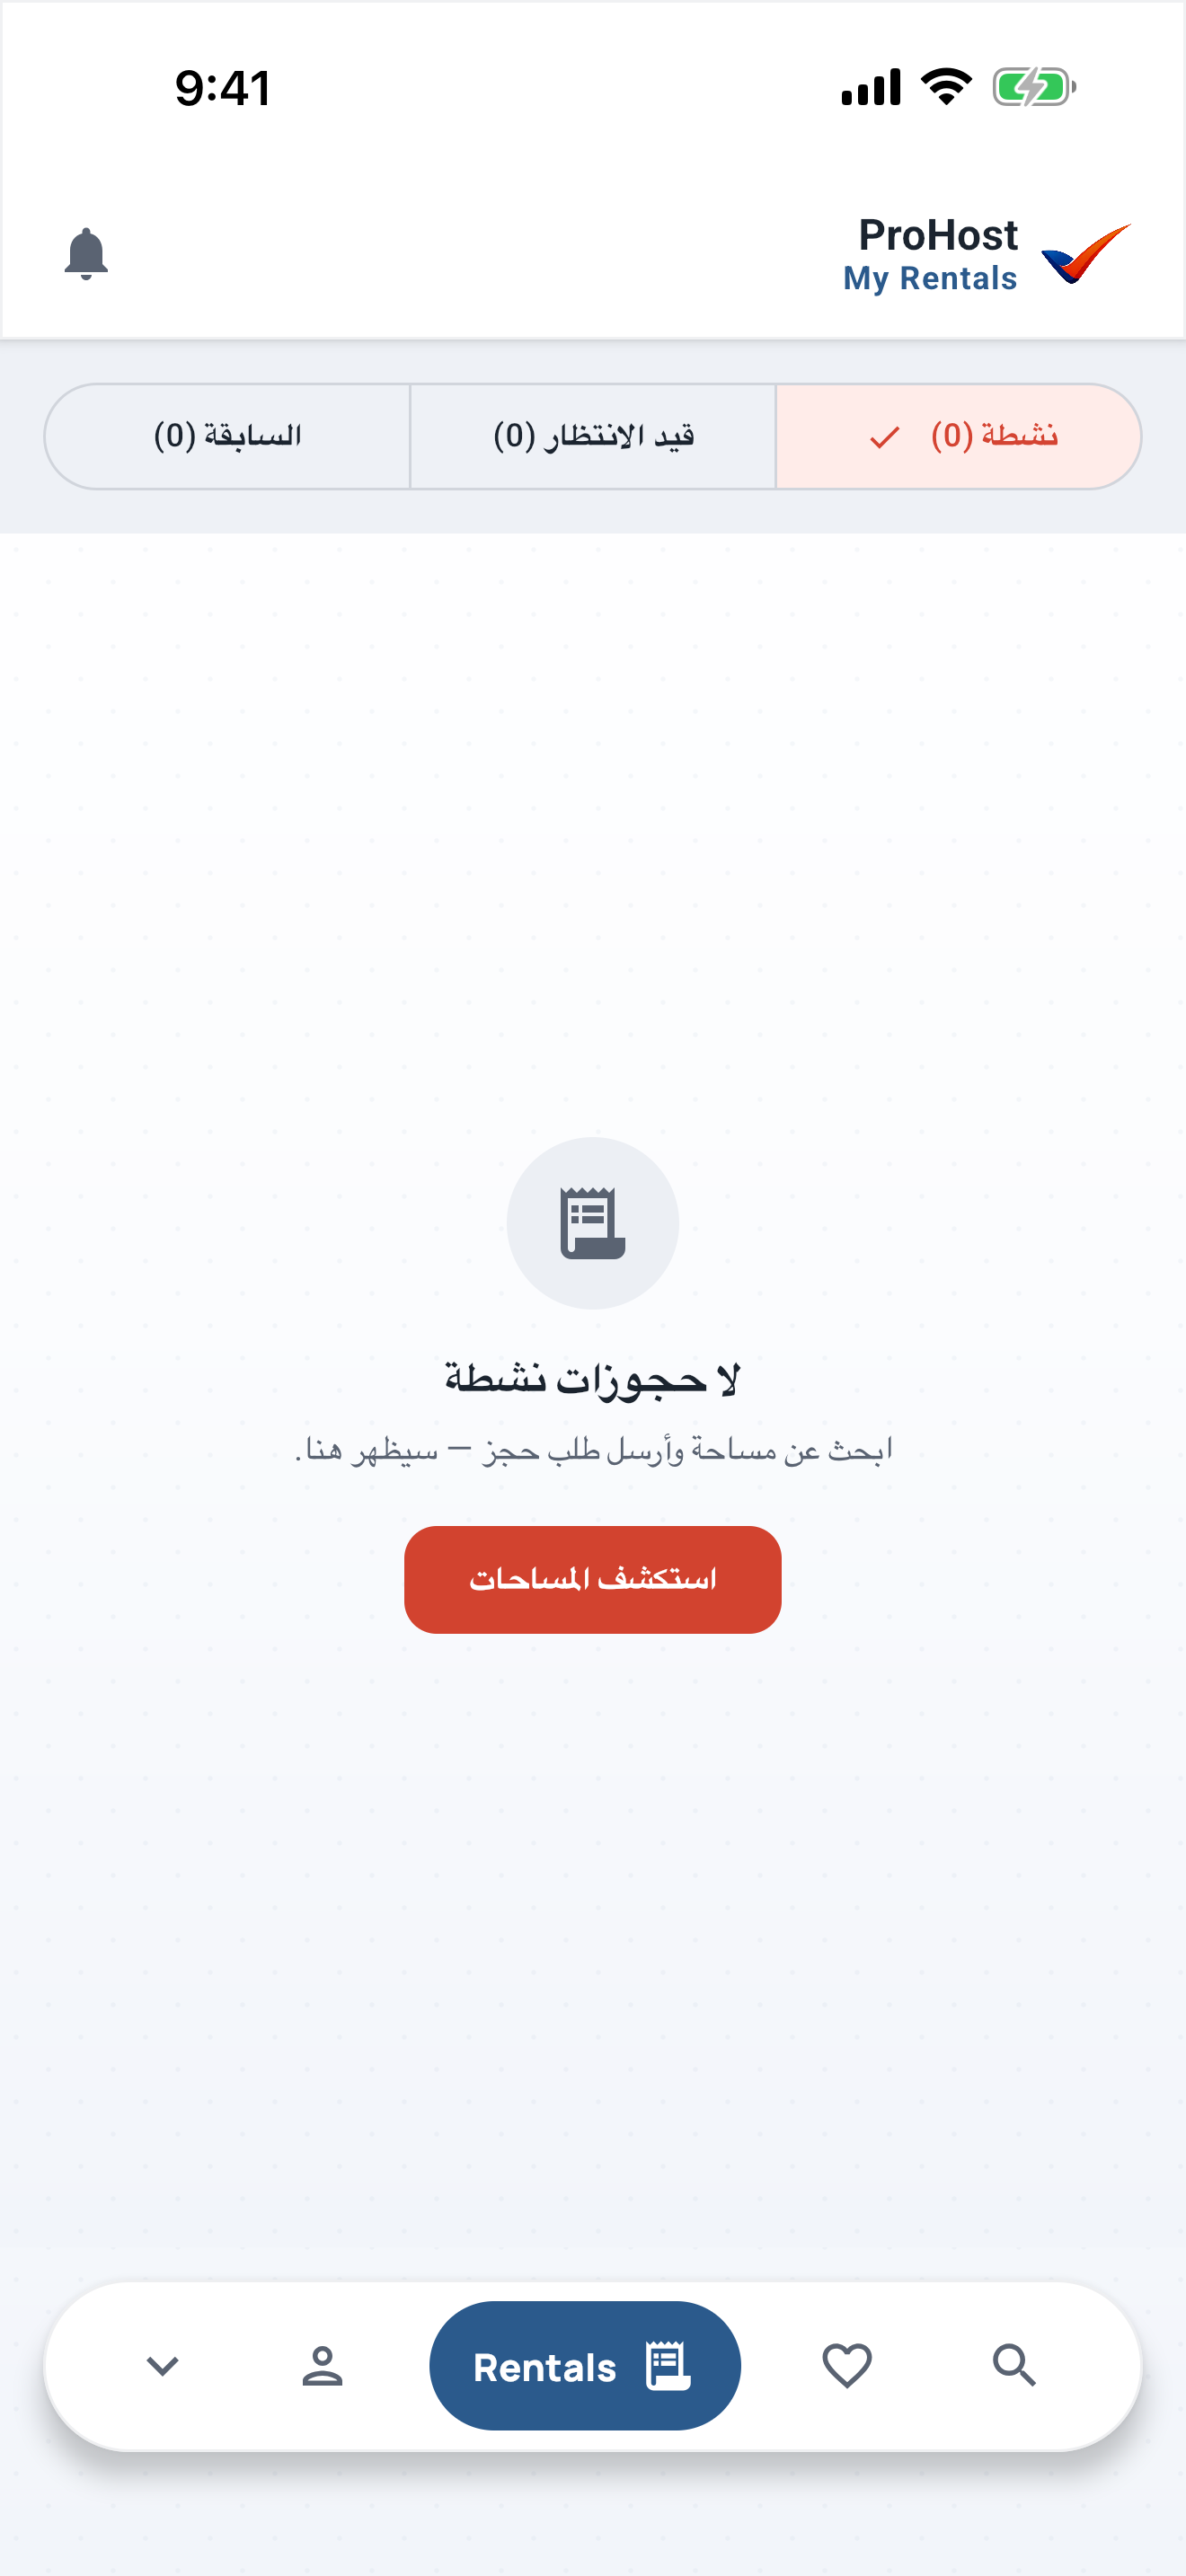 9:41
ProHost
My Rentals
نشطة (0)
قيد الانتظار (0)
السابقة (0)
لا حجوزات نشطة
ابحث عن مساحة وأرسل طلب حجز — سيظهر هنا.
استكشف المساحات
Rentals